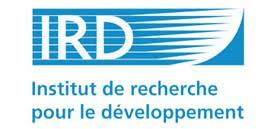 IRD
Institut de recherche
pour le développement